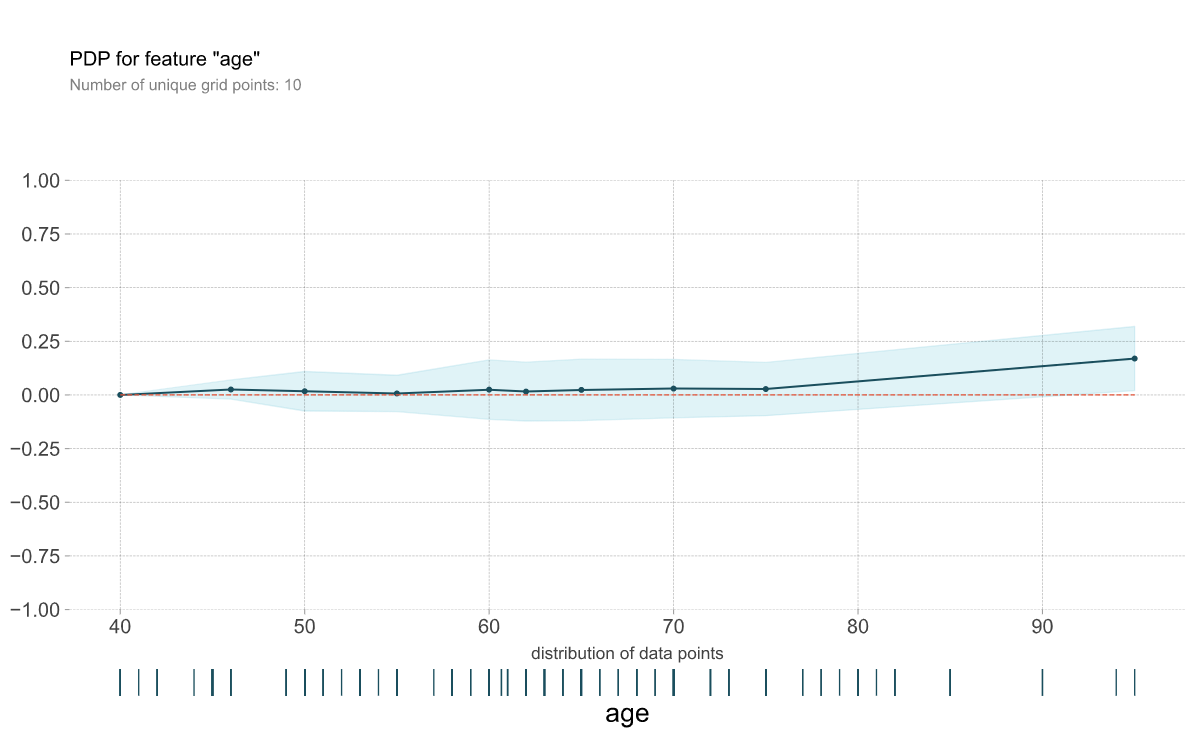 PDP for feature "age"
Number of unique grid points: 10
1.00
0.75
0.50
0.25
0.00
−0.25
−0.50
−0.75
−1.00
40 50 60 70 80 90
distribution of data points
age